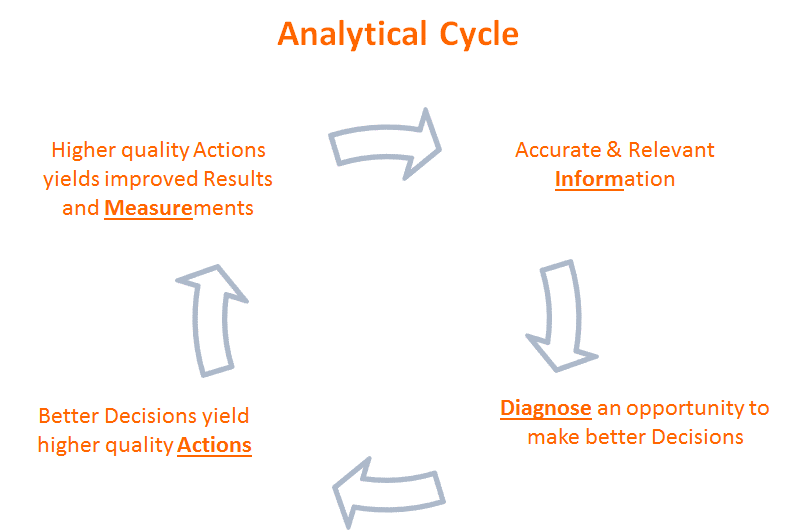 Analytical Cycle
Higher quality Actions
yields improved Results
and Measurements
Accurate & Relevant
Information
Diagnose an opportunity to
make better Decisions
Better Decisions yield
higher quality Actions